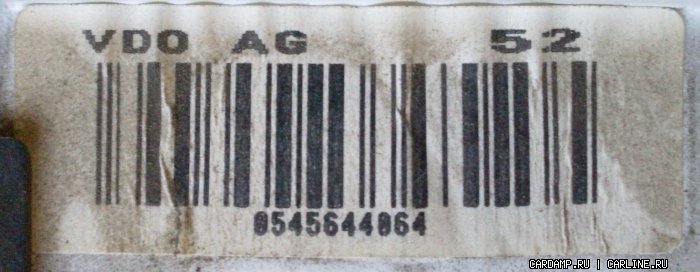 VDO AG 52
0545644064
CARDAMP.RU | CARLINE.RU